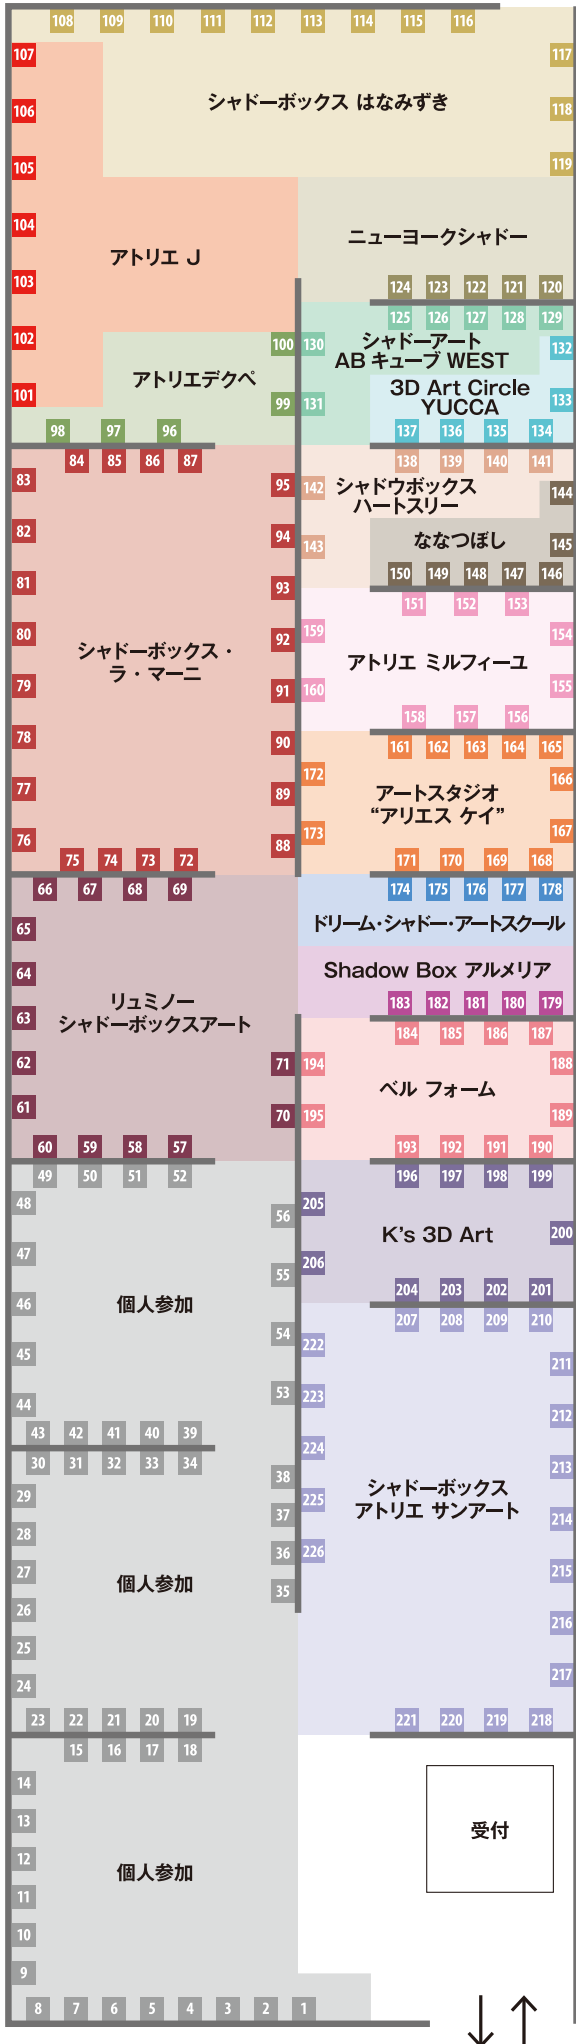 108 109 110 111 112 113 114 115 116
107
117
シャドーボックス はなみずき
106
118
105
119
104
ニューヨークシャドー
アトリエ J
103
124 123 122 121 120
125 126 127 128 129
102
100
130
シャドーアート
AB キューブ WEST
132
アトリエデクペ
3D Art Circle
YUCCA
101
99
131
133
98 97 96
137 136 135 134
84 85 86 87
138 139 140 141
83
95
142
シャドウボックス
ハートスリー
144
82
94
143
ななつぼし
145
81
93
150 149 148 147 146
151 152 153
80
92
159
154
シャドーボックス・
ラ・マーニ
アトリエ ミルフィーユ
79
91
160
155
78
90
158 157 156
161 162 163 164 165
77
89
172
アートスタジオ
“アリエス ケイ”
166
76
88
173
167
75 74 73 72
171 170 169 168
66 67 68 69
174 175 176 177 178
65
ドリーム・シャドー・アートスクール
64
Shadow Box アルメリア
リュミノー
シャドーボックスアート
183 182 181 180 179
63
184 185 186 187
62
71
194
188
ベル フォーム
61
70
195
189
60 59 58 57
193 192 191 190
49 50 51 52
196 197 198 199
48
56
205
200
K's 3D Art
47
55
206
46
個人参加
204 203 202 201
207 208 209 210
45
54
222
211
44
53
223
212
43 42 41 40 39
30 31 32 33 34
224
213
29
38
シャドーボックス
アトリエ サンアート
28
37
225
214
27
36
226
215
個人参加
26
35
25
216
24
217
23 22 21 20 19
221 220 219 218
15 16 17 18
14
13
受付
12
個人参加
11
10
9
8 7 6 5 4 3 2 1